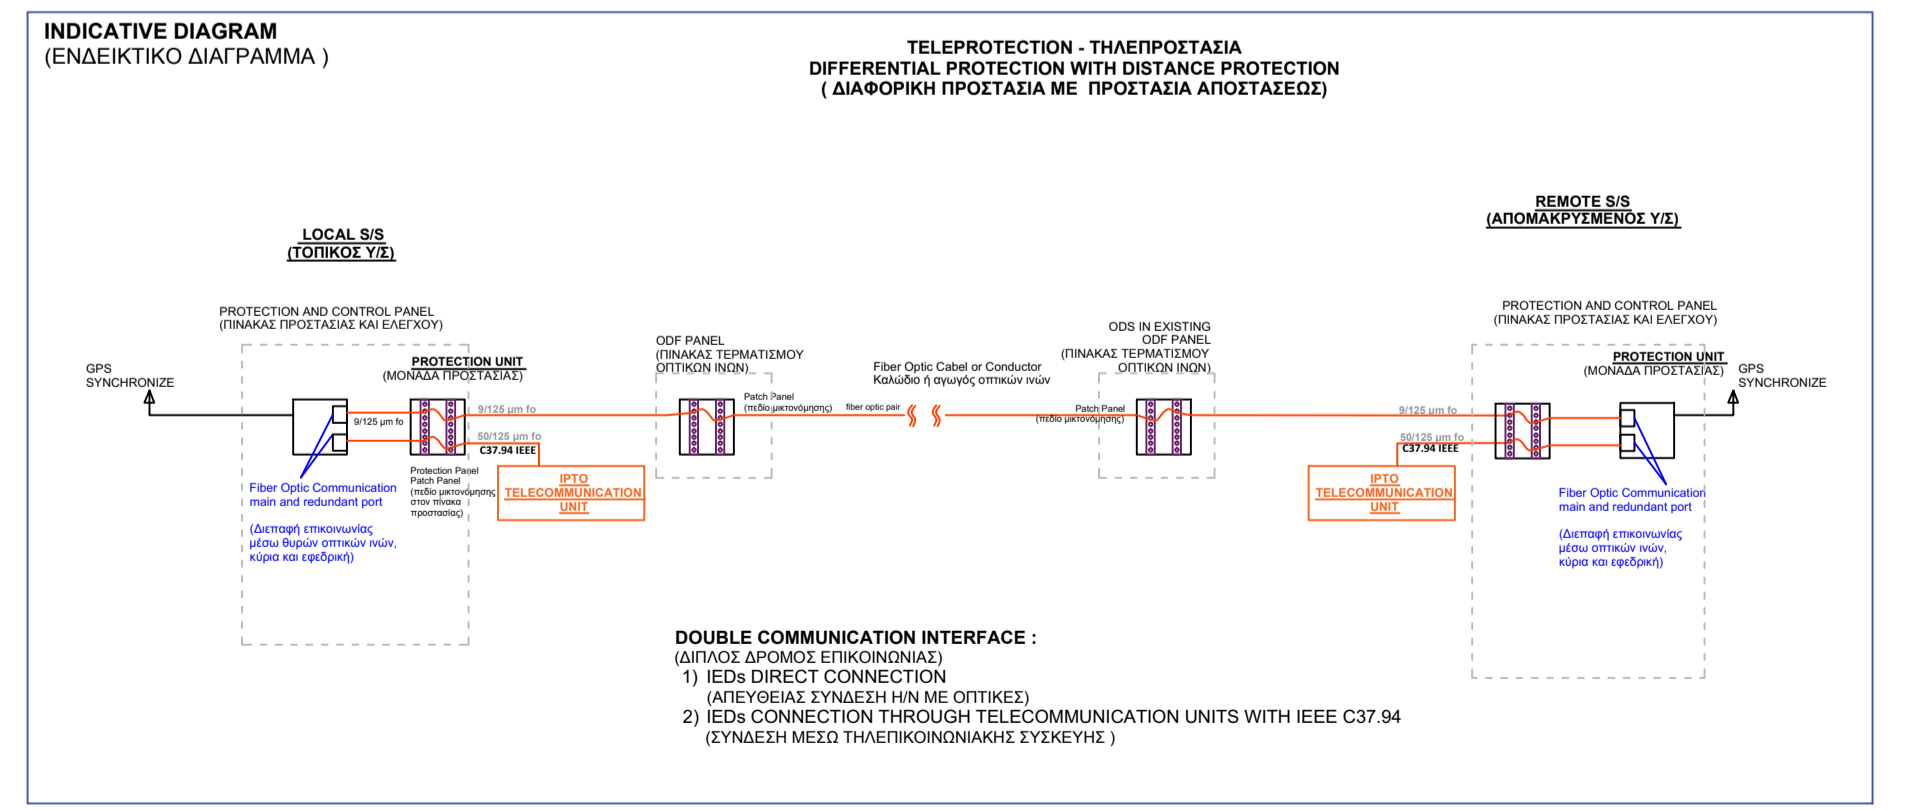 INDICATIVE DIAGRAM
(ΕΝΔΕΙΚΤΙΚΟ ΔΙΑΓΡΑΜΜΑ )
TELEPROTECTION - ΤΗΛΕΠΡΟΣΤΑΣΙΑ
DIFFERENTIAL PROTECTION WITH DISTANCE PROTECTION
( ΔΙΑΦΟΡΙΚΗ ΠΡΟΣΤΑΣΙΑ ΜΕ ΠΡΟΣΤΑΣΙΑ ΑΠΟΣΤΑΣΕΩΣ)
LOCAL S/S
(ΤΟΠΙΚΟΣ Υ/Σ)
REMOTE S/S
(ΑΠΟΜΑΚΡΥΣΜΕΝΟΣ Υ/Σ)
PROTECTION AND CONTROL PANEL
(ΠΙΝΑΚΑΣ ΠΡΟΣΤΑΣΙΑΣ ΚΑΙ ΕΛΕΓΧΟΥ)
GPS
SYNCHRONIZE
PROTECTION UNIT
(ΜΟΝΑΔΑ ΠΡΟΣΤΑΣΙΑΣ)
9/125 µm fo
9/125 µm fo
50/125 µm fo
C37.94 IEEE
Fiber Optic Communication
main and redundant port
(Διεπαφή επικοινωνίας
μέσω θυρών οπτικών ινών,
κύρια και εφεδρική)
Protection Panel
Patch Panel
(πεδίο μικτονόμησης
στον πίνακα
προστασίας)
IPTO
TELECOMMUNICATION
UNIT
ODF PANEL
(ΠΙΝΑΚΑΣ ΤΕΡΜΑΤΙΣΜΟΥ
ΟΠΤΙΚΩΝ ΙΝΩΝ)
Patch Panel
(πεδίο μικτονόμησης)
Fiber Optic Cabel or Conductor
Καλώδιο ή αγωγός οπτικών ινών
fiber optic pair
ODS IN EXISTING
ODF PANEL
(ΠΙΝΑΚΑΣ ΤΕΡΜΑΤΙΣΜΟΥ
ΟΠΤΙΚΩΝ ΙΝΩΝ)
Patch Panel
(πεδίο μικτονόμησης)
PROTECTION AND CONTROL PANEL
(ΠΙΝΑΚΑΣ ΠΡΟΣΤΑΣΙΑΣ ΚΑΙ ΕΛΕΓΧΟΥ)
PROTECTION UNIT
(ΜΟΝΑΔΑ ΠΡΟΣΤΑΣΙΑΣ)
GPS
SYNCHRONIZE
9/125 µm fo
50/125 µm fo
C37.94 IEEE
IPTO
TELECOMMUNICATION
UNIT
Fiber Optic Communication
main and redundant port
(Διεπαφή επικοινωνίας
μέσω οπτικών ινών,
κύρια και εφεδρική)
DOUBLE COMMUNICATION INTERFACE :
(ΔΙΠΛΟΣ ΔΡΟΜΟΣ ΕΠΙΚΟΙΝΩΝΙΑΣ)
1) IEDs DIRECT CONNECTION
(ΑΠΕΥΘΕΙΑΣ ΣΥΝΔΕΣΗ Η/Ν ΜΕ ΟΠΤΙΚΕΣ)
2) IEDs CONNECTION THROUGH TELECOMMUNICATION UNITS WITH IEEE C37.94
(ΣΥΝΔΕΣΗ ΜΕΣΩ ΤΗΛΕΠΙΚΟΙΝΩΝΙΑΚΗΣ ΣΥΣΚΕΥΗΣ )